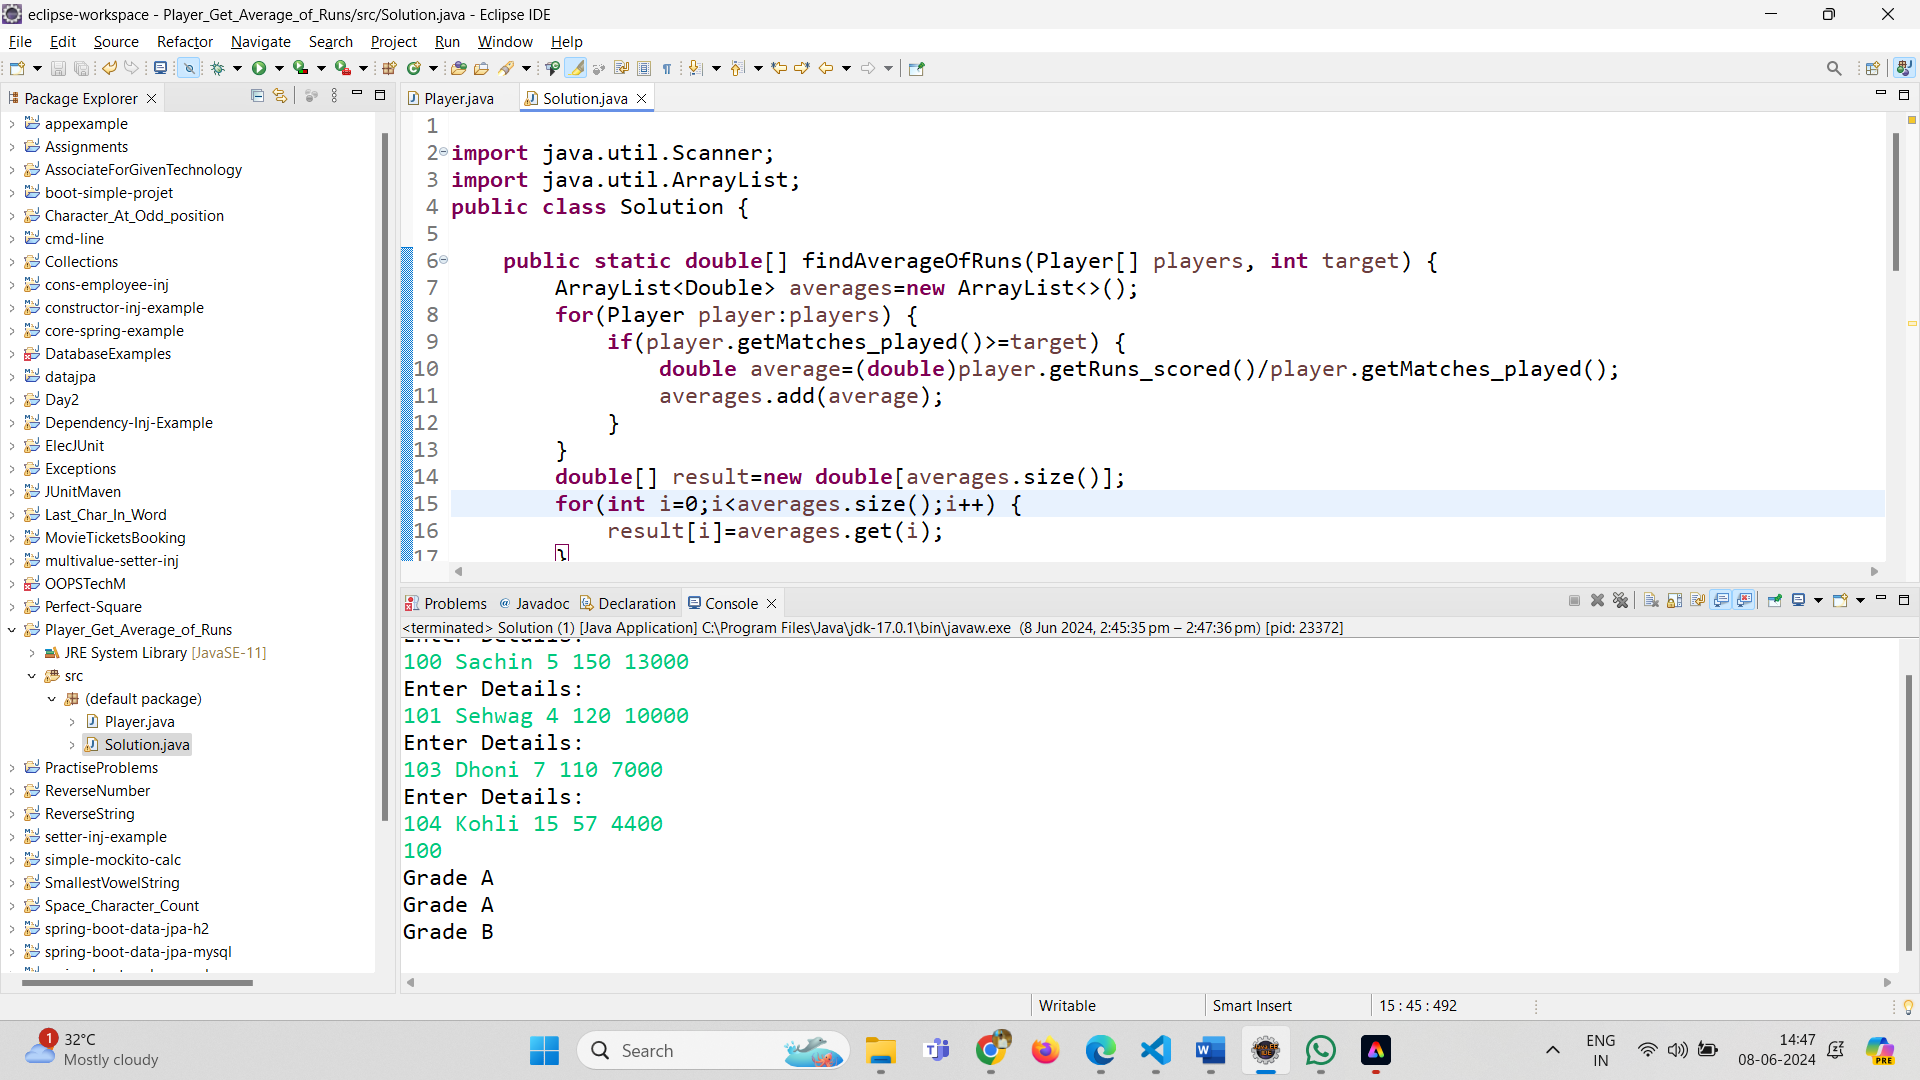 eclipse-workspace - Player_Get_Average_of_Runs/src/Solution.java - Eclipse IDE
File Edit Source Refactor Navigate Search Project Run Window Help
Package Explorer
appexample
Assignments
AssociateForGivenTechnology
boot-simple-projet
Character_At_Odd_position
cmd-line
Collections
cons-employee-inj
constructor-inj-example
core-spring-example
DatabaseExamples
datajpa
Day2
Dependency-Inj-Example
ElecJUnit
Exceptions
JUnitMaven
Last_Char_In_Word
MovieTicketsBooking
multivalue-setter-inj
OOPSTechM
Perfect-Square
Player_Get_Average_of_Runs
JRE System Library [JavaSE-11]
src
(default package)
Player.java
Solution.java
PractiseProblems
ReverseNumber
ReverseString
setter-inj-example
simple-mockito-calc
SmallestVowelString
Space_Character_Count
spring-boot-data-jpa-h2
spring-boot-data-jpa-mysql
Player.java Solution.java
1
2 import java.util.Scanner;
3 import java.util.ArrayList;
4 public class Solution {
5
6 public static double[] findAverageOfRuns(Player[] players, int target) {
7 ArrayList<Double> averages=new ArrayList<>();
8 for(Player player:players) {
9 if(player.getMatches_played()>=target) {
10 double average=(double)player.getRuns_scored()/player.getMatches_played();
11 averages.add(average);
12 }
13 }
14 double[] result=new double[averages.size()];
15 for(int i=0;i<averages.size();i++) {
16 result[i]=averages.get(i);
17 }
Problems Javadoc Declaration Console
<terminated> Solution (1) [Java Application] C:\Program Files\Java\jdk-17.0.1\bin\javaw.exe (8 Jun 2024, 2:45:35 pm – 2:47:36 pm) [pid: 23372]
Enter Details:
100 Sachin 5 150 13000
Enter Details:
101 Sehwag 4 120 10000
Enter Details:
103 Dhoni 7 110 7000
Enter Details:
104 Kohli 15 57 4400
100
Grade A
Grade A
Grade B
Writable Smart Insert 15 : 45 : 492
1
32°C
Mostly cloudy
Search
ENG
IN
14:47
08-06-2024
PRE